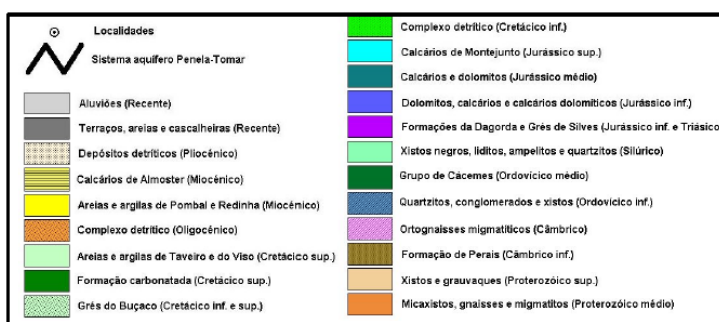 Localidades
Sistema aquífero Penela-Tomar
Aluviões (Recente)
Terraços, areias e cascalheiras (Recente)
Depósitos detríticos (Pliocénico)
Calcários de Almoster (Miocénico)
Areias e argilas de Pombal e Redinha (Miocénico)
Complexo detrítico (Oligocénico)
Areias e argilas de Taveiro e do Viso (Cretácico sup.)
Formação carbonatada (Cretácico sup.)
Grés do Buçaco (Cretácico inf. e sup.)
Complexo detrítico (Cretácico inf.)
Calcários de Montejunto (Jurássico sup.)
Calcários e dolomitos (Jurássico médio)
Dolomitos, calcários e calcários dolomíticos (Jurássico inf.)
Formações da Dagorda e Grés de Silves (Jurássico inf. e Triásico
Xistos negros, liditos, ampelitos e quartzitos (Silúrico)
Grupo de Cácemes (Ordovícico médio)
Quartzitos, conglomerados e xistos (Ordovícico inf.)
Ortognaisses migmatíticos (Câmbrico)
Formação de Perais (Câmbrico inf.)
Xistos e grauvaques (Proterozóico sup.)
Micaxistos, gnaisses e migmatitos (Proterozóico médio)